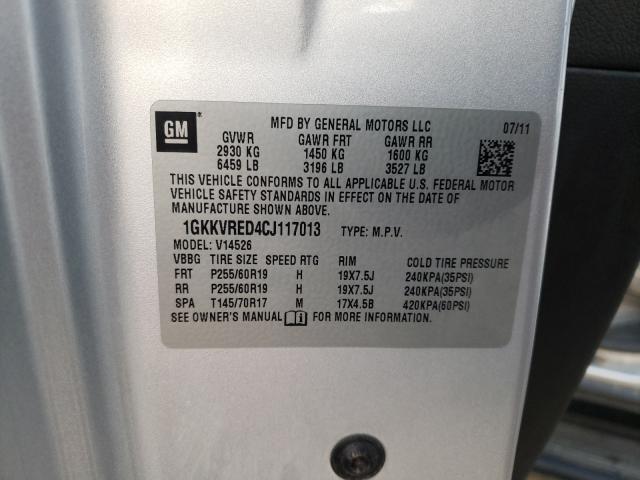 GM
MFD BY GENERAL MOTORS LLC 07/11
GVWR GAWR FRT GAWR RR
2930 KG 1450 KG 1600 KG
6459 LB 3196 LB 3527 LB
THIS VEHICLE CONFORMS TO ALL APPLICABLE U.S. FEDERAL MOTOR
VEHICLE SAFETY STANDARDS IN EFFECT ON THE DATE OF
MANUFACTURE SHOWN ABOVE.
1GKKVRED4CJ117013 TYPE: M.P.V.
MODEL: V14526
VBBG TIRE SIZE SPEED RTG RIM COLD TIRE PRESSURE
FRT P255/60R19 H 19X7.5J 240KPA(35PSI)
RR P255/60R19 H 19X7.5J 240KPA(35PSI)
SPA T145/70R17 M 17X4.5B 420KPA(60PSI)
SEE OWNER'S MANUAL FOR MORE INFORMATION.